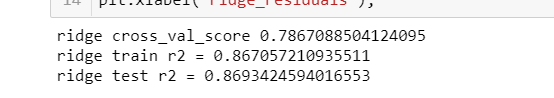 14 plt.xlabel("ridge_residuals");
ridge cross_val_score 0.7867088504124095
ridge train r2 = 0.867057210935511
ridge test r2 = 0.8693424594016553